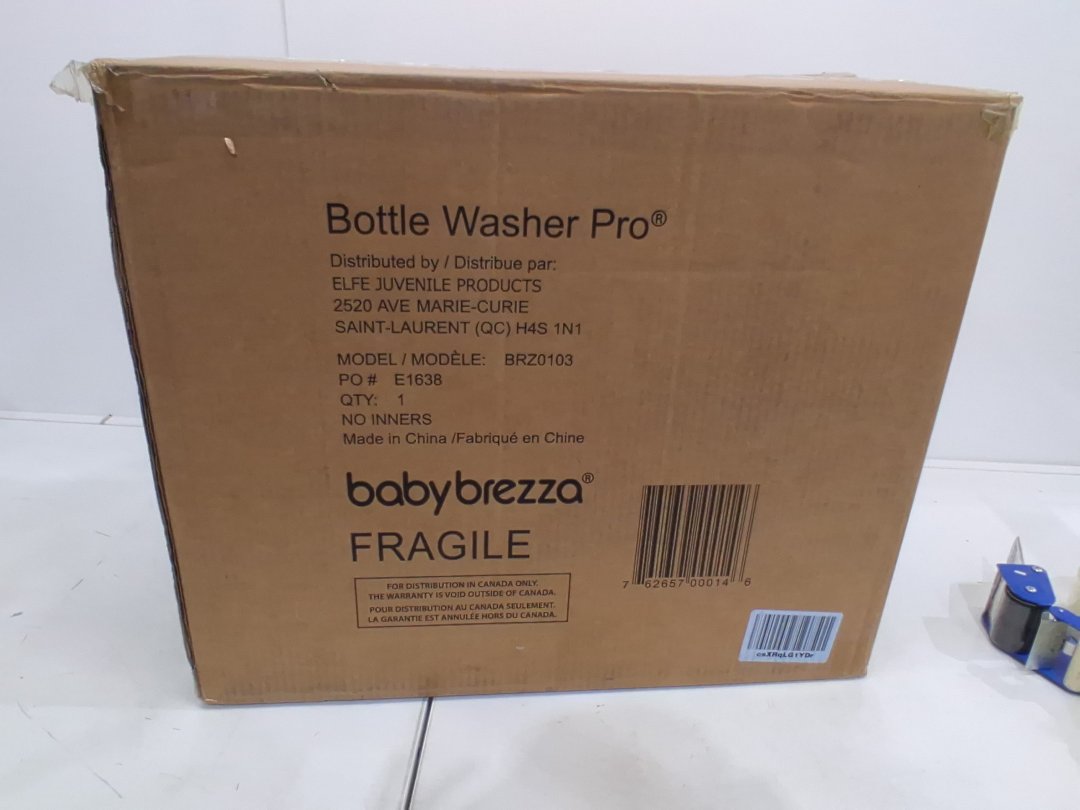 Bottle Washer Pro®
Distributed by / Distribue par:
ELFE JUVENILE PRODUCTS
2520 AVE MARIE-CURIE
SAINT-LAURENT (QC) H4S 1N1
MODEL / MODÈLE: BRZ0103
PO # E1638
QTY: 1
NO INNERS
Made in China /Fabriqué en Chine
babybrezza®
FRAGILE
FOR DISTRIBUTION IN CANADA ONLY.
THE WARRANTY IS VOID OUTSIDE OF CANADA.
POUR DISTRIBUTION AU CANADA SEULEMENT.
LA GARANTIE EST ANNULÉE HORS DU CANADA.
7 62657 00014 6
csXRqLG1YDr